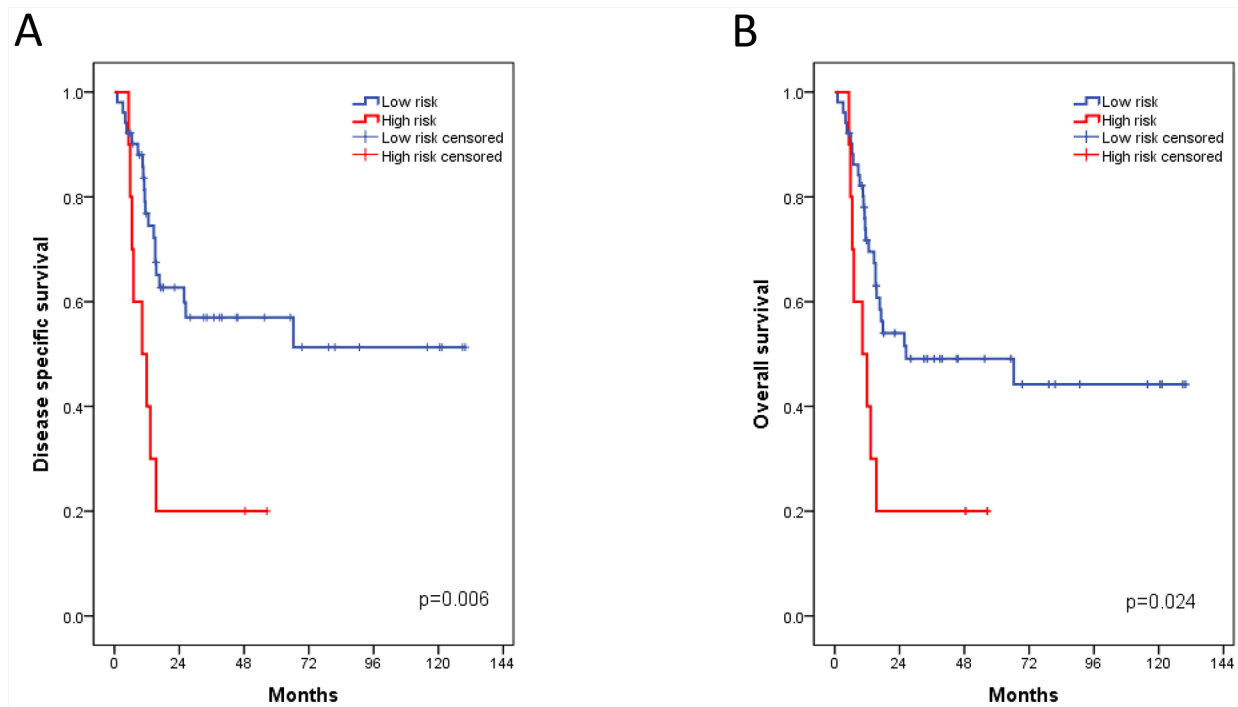 A
Low risk
High risk
Low risk censored
High risk censored
1.0
0.8
0.6
0.4
0.2
0.0
Disease specific survival
p=0.006
0 24 48 72 96 120 144
Months
B
Low risk
High risk
Low risk censored
High risk censored
1.0
0.8
0.6
0.4
0.2
0.0
Overall survival
p=0.024
0 24 48 72 96 120 144
Months